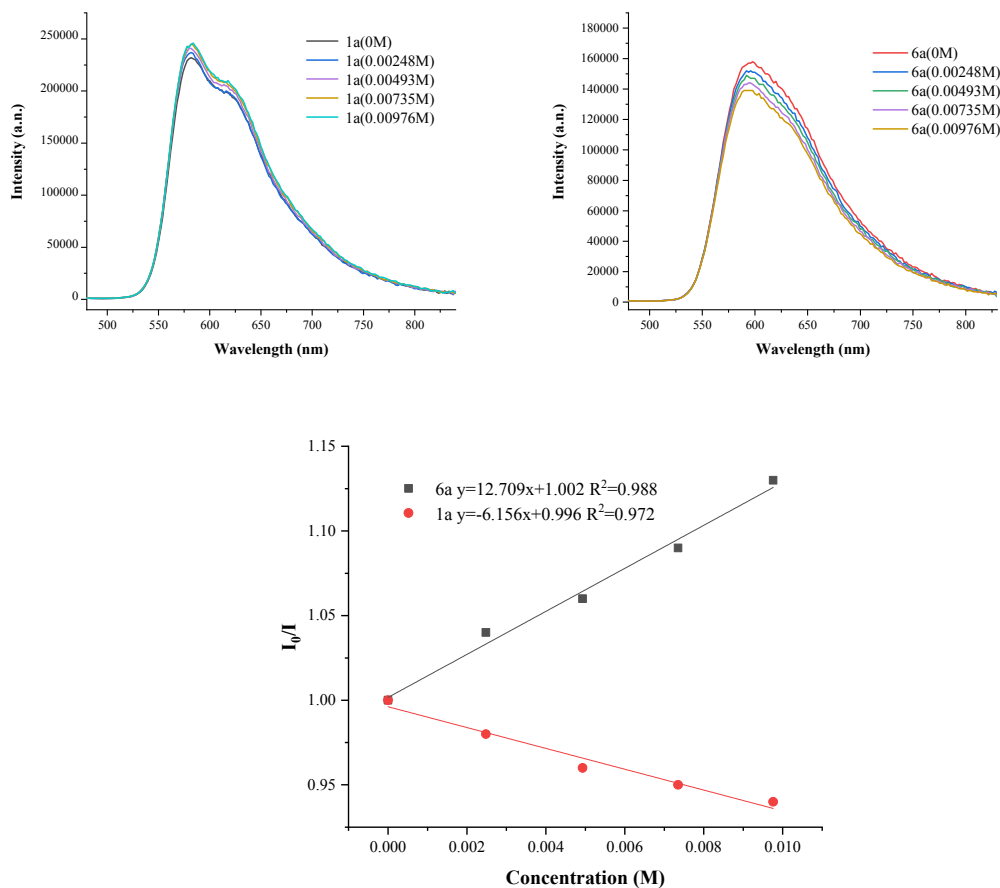 250000
200000
150000
100000
50000
0
Intensity (a.n.)
500 550 600 650 700 750 800
Wavelength (nm)
1a(0M)
1a(0.00248M)
1a(0.00493M)
1a(0.00735M)
1a(0.00976M)
180000
160000
140000
120000
100000
80000
60000
40000
20000
0
Intensity (a.n.)
500 550 600 650 700 750 800
Wavelength (nm)
6a(0M)
6a(0.00248M)
6a(0.00493M)
6a(0.00735M)
6a(0.00976M)
1.15
1.10
1.05
1.00
0.95
I₀/I
6a y=12.709x+1.002 R²=0.988
1a y=-6.156x+0.996 R²=0.972
0.000 0.002 0.004 0.006 0.008 0.010
Concentration (M)